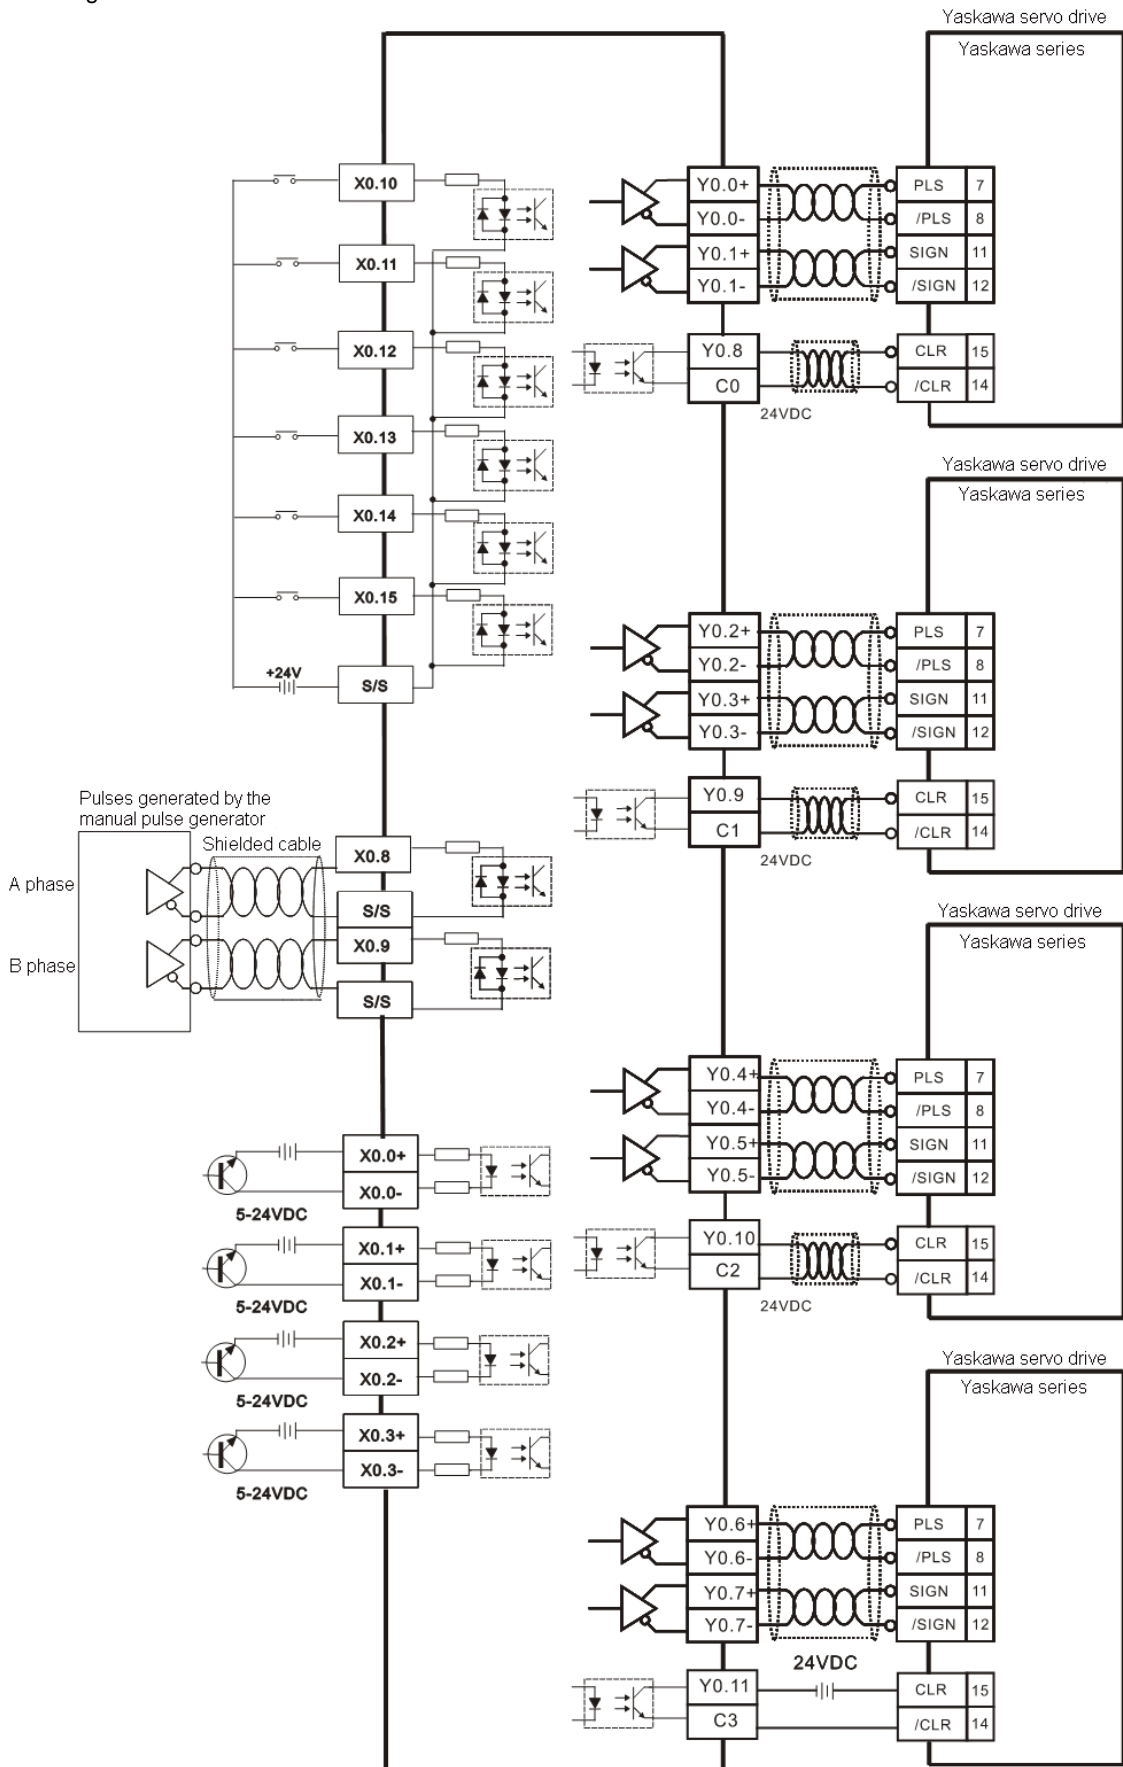 Yaskawa servo drive
Yaskawa series
X0.10
X0.11
X0.12
X0.13
X0.14
X0.15
+24V
S/S
Pulses generated by the
manual pulse generator
Shielded cable
A phase
B phase
X0.8
S/S
X0.9
S/S
X0.0+
X0.0-
5-24VDC
X0.1+
X0.1-
5-24VDC
X0.2+
X0.2-
5-24VDC
X0.3+
X0.3-
5-24VDC
Y0.0+ PLS 7
Y0.0- /PLS 8
Y0.1+ SIGN 11
Y0.1- /SIGN 12
Y0.8 CLR 15
C0 /CLR 14
24VDC
Yaskawa servo drive
Yaskawa series
Y0.2+ PLS 7
Y0.2- /PLS 8
Y0.3+ SIGN 11
Y0.3- /SIGN 12
Y0.9 CLR 15
C1 /CLR 14
24VDC
Yaskawa servo drive
Yaskawa series
Y0.4+ PLS 7
Y0.4- /PLS 8
Y0.5+ SIGN 11
Y0.5- /SIGN 12
Y0.10 CLR 15
C2 /CLR 14
24VDC
Yaskawa servo drive
Yaskawa series
Y0.6+ PLS 7
Y0.6- /PLS 8
Y0.7+ SIGN 11
Y0.7- /SIGN 12
24VDC
Y0.11 CLR 15
C3 /CLR 14